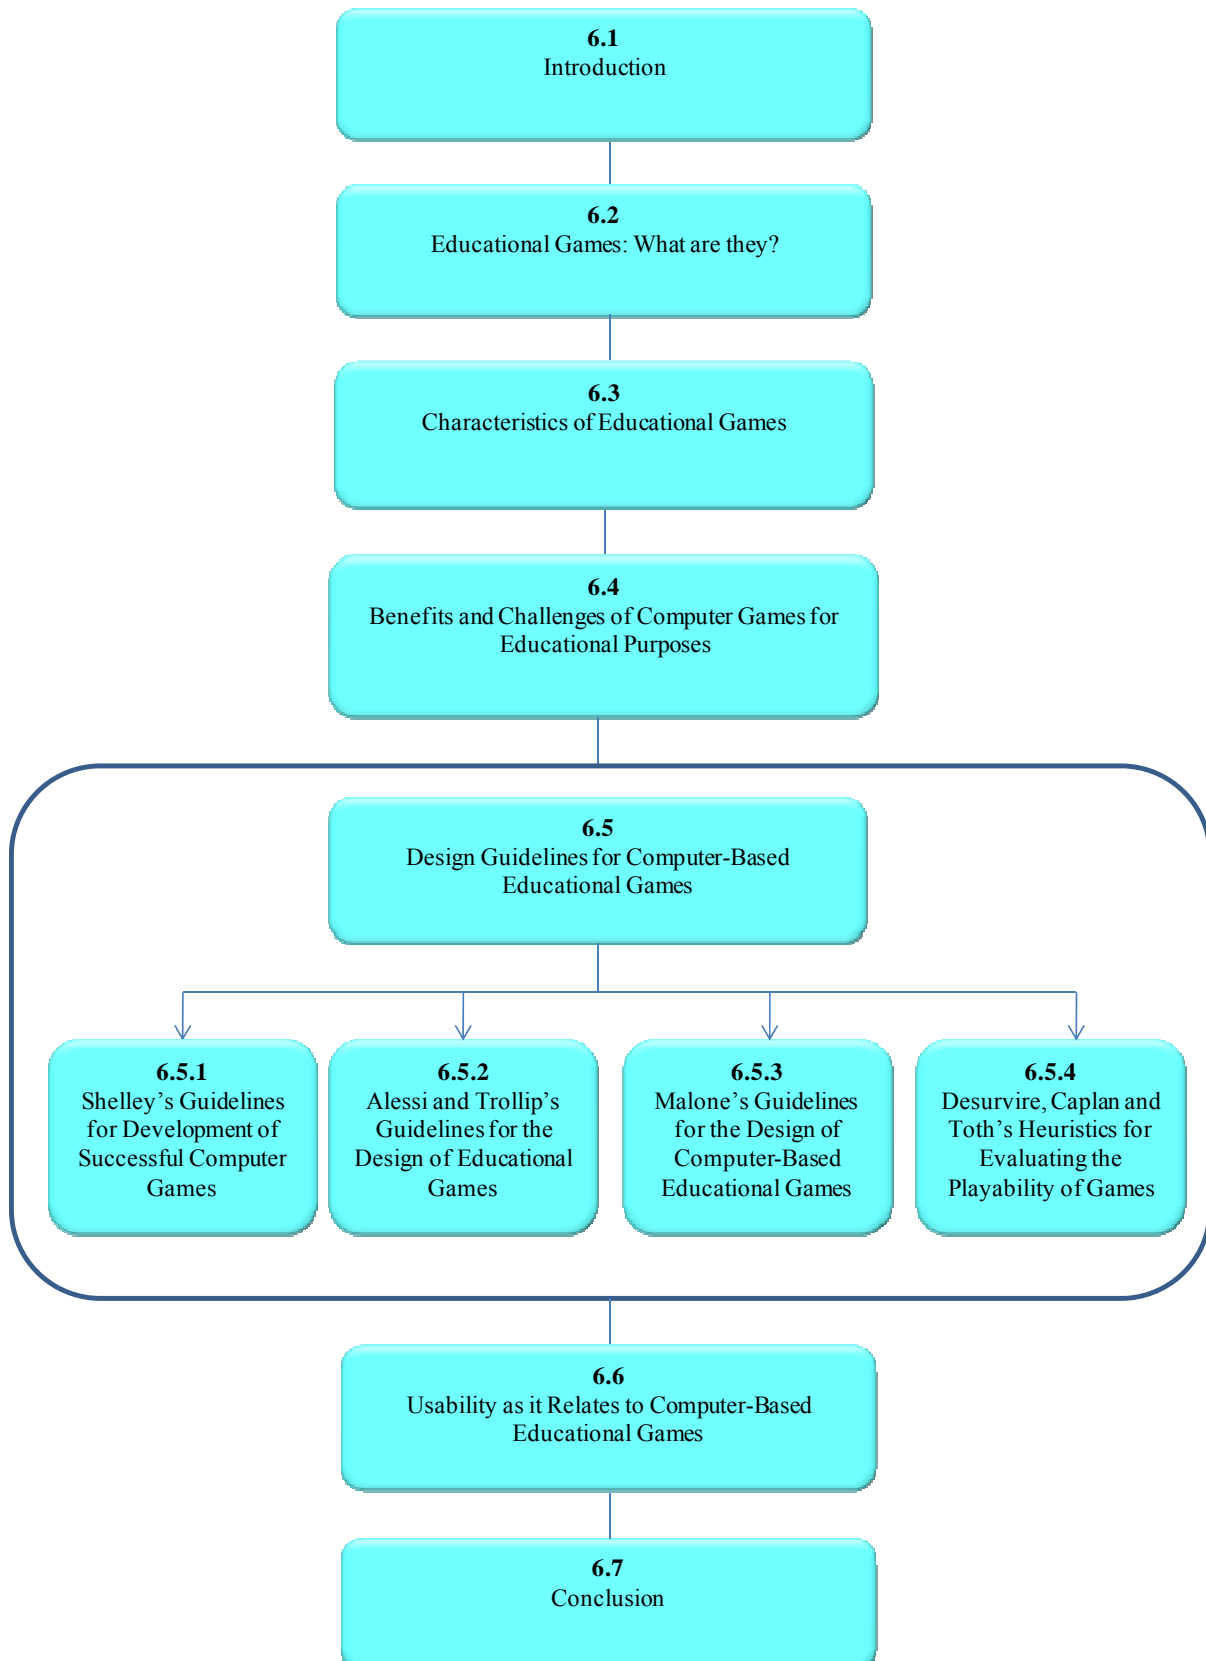 6.1
Introduction
6.2
Educational Games: What are they?
6.3
Characteristics of Educational Games
6.4
Benefits and Challenges of Computer Games for
Educational Purposes
6.5
Design Guidelines for Computer-Based
Educational Games
6.5.1
Shelley's Guidelines
for Development of
Successful Computer
Games
6.5.2
Alessi and Trollip's
Guidelines for the
Design of Educational
Games
6.5.3
Malone's Guidelines
for the Design of
Computer-Based
Educational Games
6.5.4
Desurvire, Caplan and
Toth's Heuristics for
Evaluating the
Playability of Games
6.6
Usability as it Relates to Computer-Based
Educational Games
6.7
Conclusion